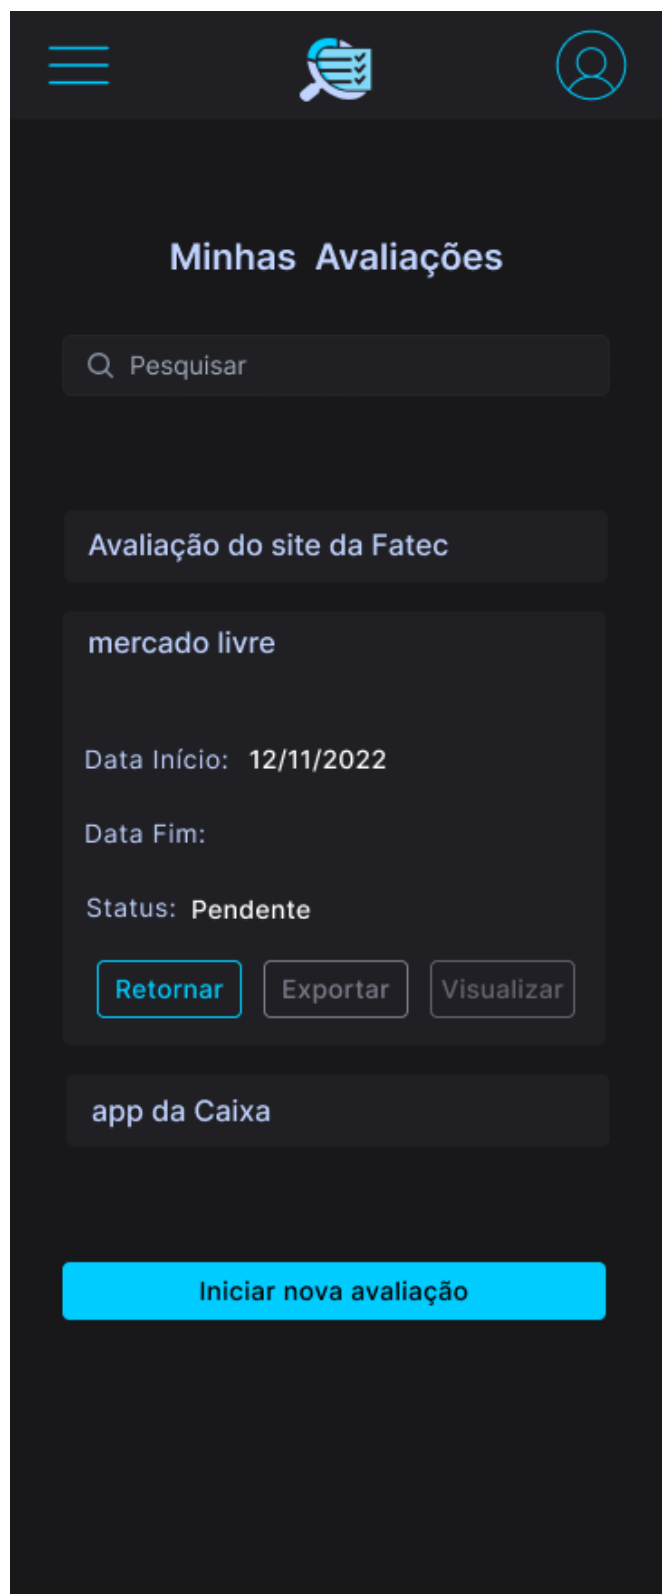 Minhas Avaliações
Pesquisar
Avaliação do site da Fatec
mercado livre
Data Início: 12/11/2022
Data Fim:
Status: Pendente
Retornar Exportar Visualizar
app da Caixa
Iniciar nova avaliação